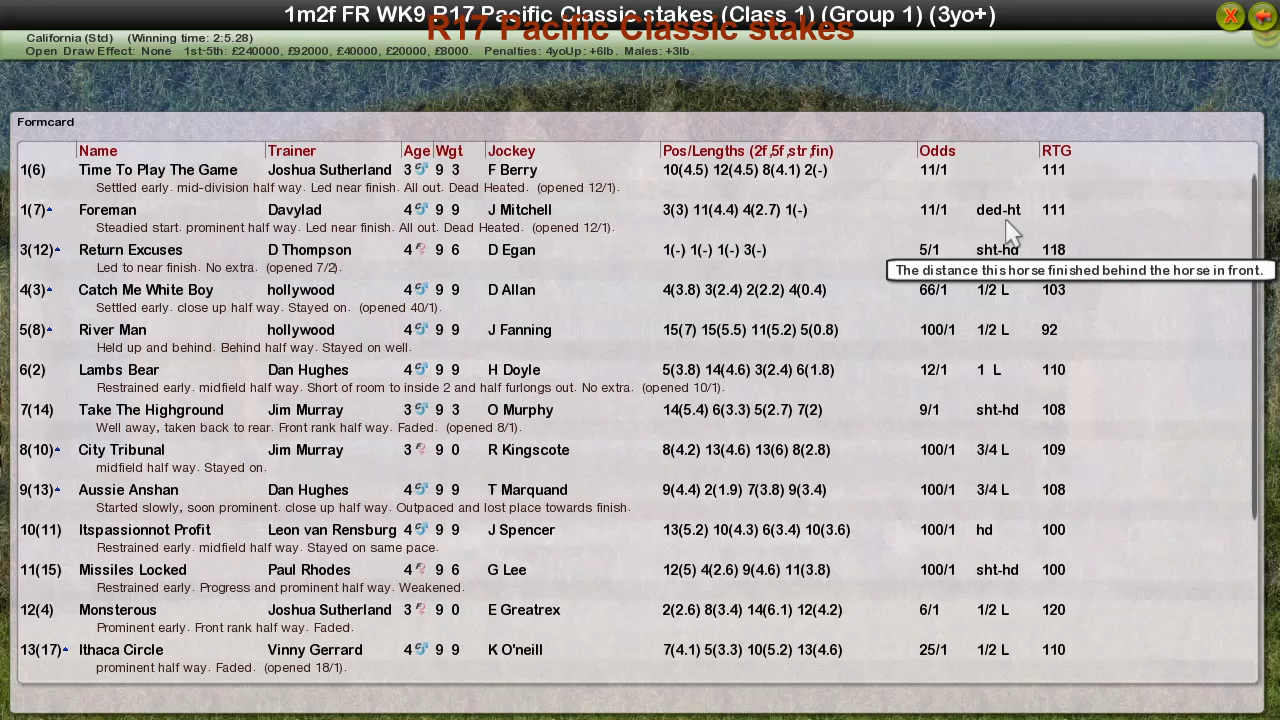 1m2f FR WK9 R17 Pacific Classic stakes (Class 1) (Group 1) (3yo+)
R17 Pacific Classic stakes
California (Std) (Winning time: 2:5.28)
Open Draw Effect: None 1st-5th: £240000, £92000, £40000, £20000, £8000. Penalties: 4yoUp: +6lb. Males: +3lb.
Formcard
Name Trainer Age Wgt Jockey Pos/Lengths (2f,5f,str,fin) Odds RTG
1(6) Time To Play The Game Joshua Sutherland 3 9 3 F Berry 10(4.5) 12(4.5) 8(4.1) 2(-) 11/1 111
Settled early. mid-division half way. Led near finish. All out. Dead Heated. (opened 12/1).
1(7) Foreman Davylad 4 9 9 J Mitchell 3(3) 11(4.4) 4(2.7) 1(-) 11/1 ded-ht 111
Steadied start. prominent half way. Led near finish. All out. Dead Heated. (opened 12/1).
3(12) Return Excuses D Thompson 4 9 6 D Egan 1(-) 1(-) 1(-) 3(-) 5/1 sht-hd 118
Led to near finish. No extra. (opened 7/2).
The distance this horse finished behind the horse in front.
4(3) Catch Me White Boy hollywood 4 9 9 D Allan 4(3.8) 3(2.4) 2(2.2) 4(0.4) 66/1 1/2 L 103
Settled early. close up half way. Stayed on. (opened 40/1).
5(8) River Man hollywood 4 9 9 J Fanning 15(7) 15(5.5) 11(5.2) 5(0.8) 100/1 1/2 L 92
Held up and behind. Behind half way. Stayed on well.
6(2) Lambs Bear Dan Hughes 4 9 9 H Doyle 5(3.8) 14(4.6) 3(2.4) 6(1.8) 12/1 1 L 110
Restrained early. midfield half way. Short of room to inside 2 and half furlongs out. No extra. (opened 10/1).
7(14) Take The Highground Jim Murray 3 9 3 O Murphy 14(5.4) 6(3.3) 5(2.7) 7(2) 9/1 sht-hd 108
Well away, taken back to rear. Front rank half way. Faded. (opened 8/1).
8(10) City Tribunal Jim Murray 3 9 0 R Kingscote 8(4.2) 13(4.6) 13(6) 8(2.8) 100/1 3/4 L 109
midfield half way. Stayed on.
9(13) Aussie Anshan Dan Hughes 4 9 9 T Marquand 9(4.4) 2(1.9) 7(3.8) 9(3.4) 100/1 3/4 L 108
Started slowly, soon prominent. close up half way. Outpaced and lost place towards finish.
10(11) Itspassionnot Profit Leon van Rensburg 4 9 9 J Spencer 13(5.2) 10(4.3) 6(3.4) 10(3.6) 100/1 hd 100
Restrained early. midfield half way. Stayed on same pace.
11(15) Missiles Locked Paul Rhodes 4 9 6 G Lee 12(5) 4(2.6) 9(4.6) 11(3.8) 100/1 sht-hd 100
Restrained early. Progress and prominent half way. Weakened.
12(4) Monsterous Joshua Sutherland 3 9 0 E Greatrex 2(2.6) 8(3.4) 14(6.1) 12(4.2) 6/1 1/2 L 120
Prominent early. Front rank half way. Faded.
13(17) Ithaca Circle Vinny Gerrard 4 9 9 K O'neill 7(4.1) 5(3.3) 10(5.2) 13(4.6) 25/1 1/2 L 110
prominent half way. Faded. (opened 18/1).